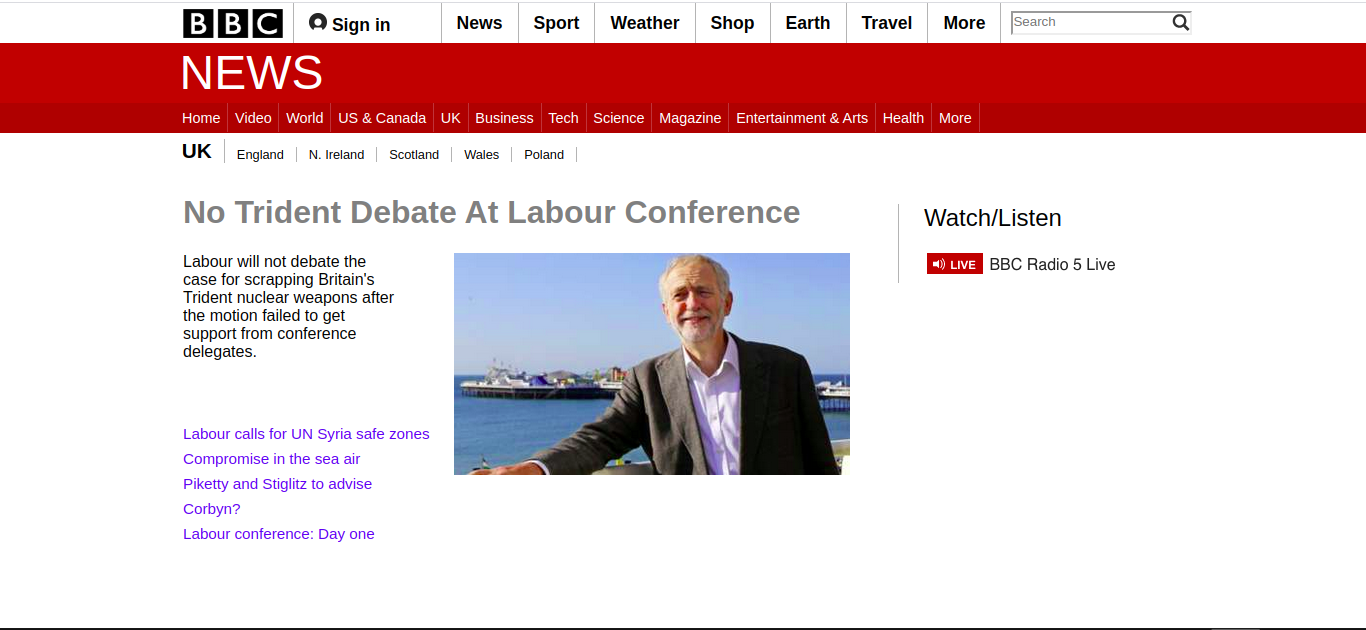 BBC Sign in News Sport Weather Shop Earth Travel More Search
NEWS
Home Video World US & Canada UK Business Tech Science Magazine Entertainment & Arts Health More
UK England N. Ireland Scotland Wales Poland
No Trident Debate At Labour Conference
Labour will not debate the
case for scrapping Britain's
Trident nuclear weapons after
the motion failed to get
support from conference
delegates.
Labour calls for UN Syria safe zones
Compromise in the sea air
Piketty and Stiglitz to advise
Corbyn?
Labour conference: Day one
Watch/Listen
LIVE BBC Radio 5 Live